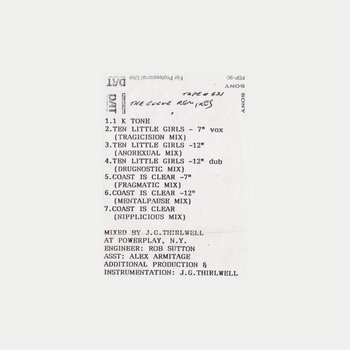 For Professional Use
PDP-90
SONY
SONY
DAT
DAT
TAPE # 621
THE CURVE REMIXES
1.1 K TONE
2.TEN LITTLE GIRLS - 7" vox
(TRAGICISION MIX)
3.TEN LITTLE GIRLS -12"
(ANOREXUAL MIX)
4.TEN LITTLE GIRLS -12" dub
(DRUGNOSTIC MIX)
5.COAST IS CLEAR -7"
(FRAGMATIC MIX)
6.COAST IS CLEAR -12"
(MENTALPAUSE MIX)
7.COAST IS CLEAR
(NIPPLICIOUS MIX)
MIXED BY J.G.THIRLWELL
AT POWERPLAY, N.Y.
ENGINEER: ROB SUTTON
ASST: ALEX ARMITAGE
ADDITIONAL PRODUCTION &
INSTRUMENTATION: J.G.THIRLWELL